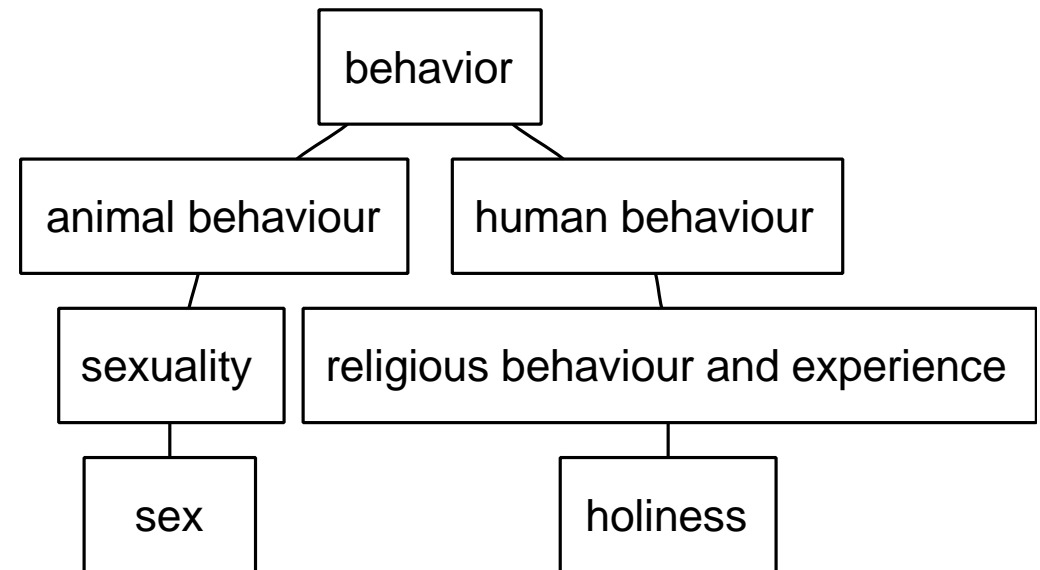 behavior
animal behaviour
human behaviour
sexuality
religious behaviour and experience
sex
holiness